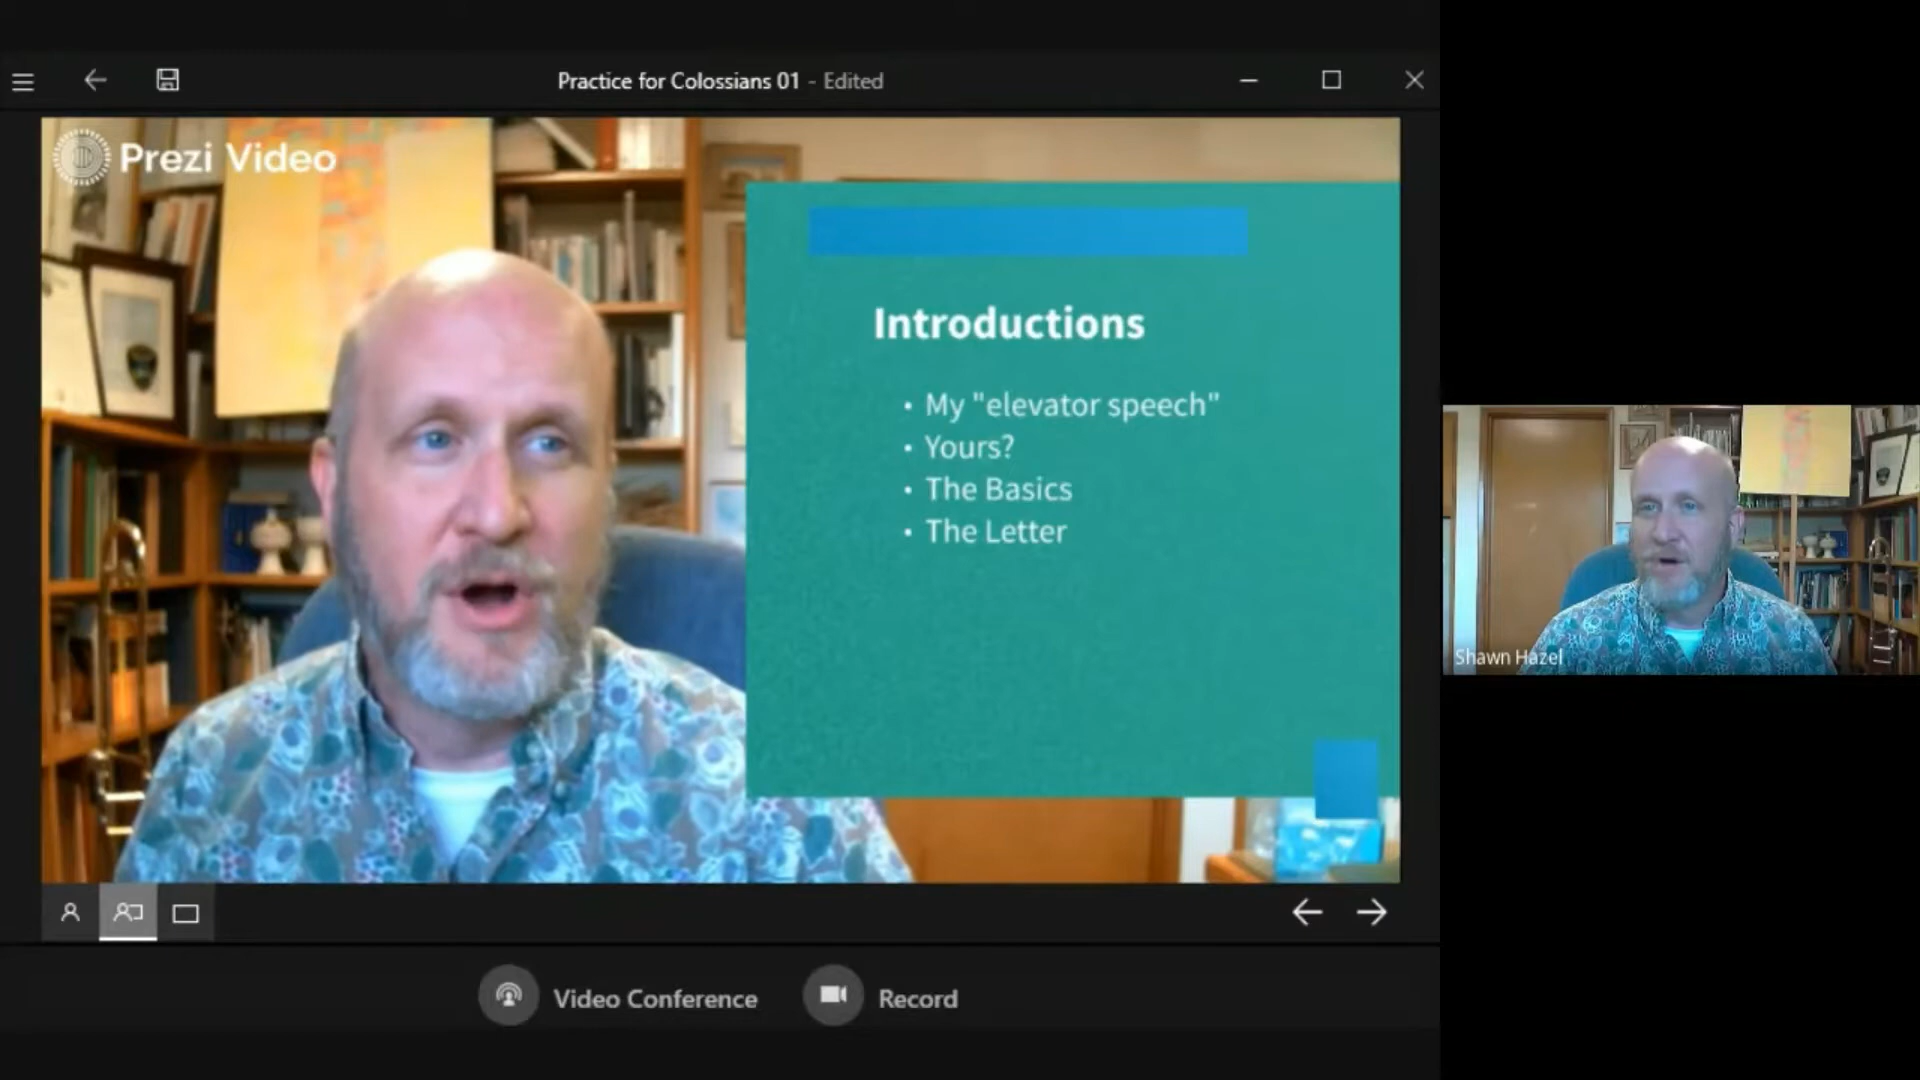 Practice for Colossians 01 - Edited
Prezi Video
Introductions
• My "elevator speech"
• Yours?
• The Basics
• The Letter
Shawn Hazel
Video Conference
Record